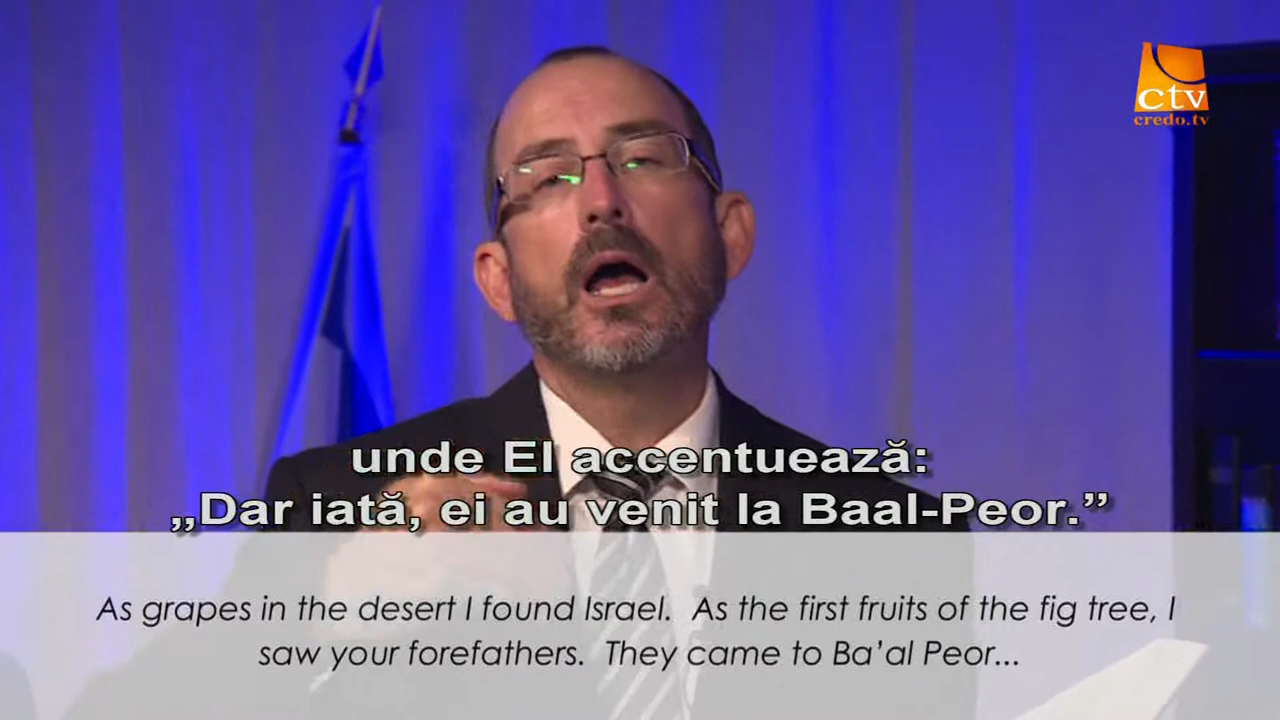 ctv
credo.tv
unde El accentuează:
„Dar iată, ei au venit la Baal-Peor.”
As grapes in the desert I found Israel.  As the first fruits of the fig tree, I
saw your forefathers.  They came to Ba’al Peor...